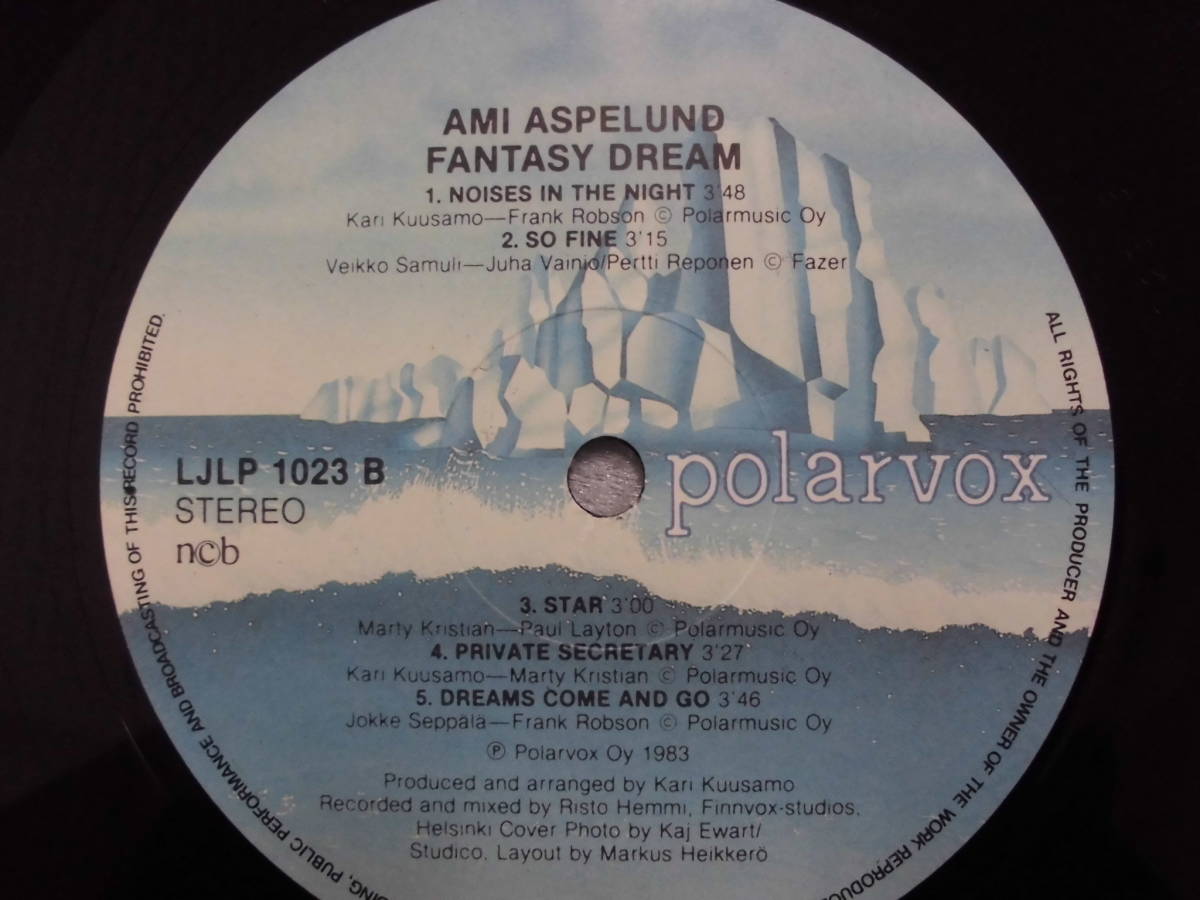 AMI ASPELUND
FANTASY DREAM
1. NOISES IN THE NIGHT 3'48
Kari Kuusamo—Frank Robson © Polarmusic Oy
2. SO FINE 3'15
Veikko Samuli—Juha Vainio/Pertti Reponen © Fazer
LJLP 1023 B
STEREO
n©b
polarvox
3. STAR 3'00
Marty Kristian—Paul Layton © Polarmusic Oy
4. PRIVATE SECRETARY 3'27
Kari Kuusamo—Marty Kristian © Polarmusic Oy
5. DREAMS COME AND GO 3'46
Jokke Seppälä—Frank Robson © Polarmusic Oy
℗ Polarvox Oy 1983
Produced and arranged by Kari Kuusamo
Recorded and mixed by Risto Hemmi, Finnvox-studios,
Helsinki Cover Photo by Kaj Ewart/
Studico. Layout by Markus Heikkerö
ALL RIGHTS OF THE PRODUCER AND THE OWNER OF THE WORK
PUBLIC PERFORMANCE AND BROADCASTING OF THIS RECORD PROHIBITED.